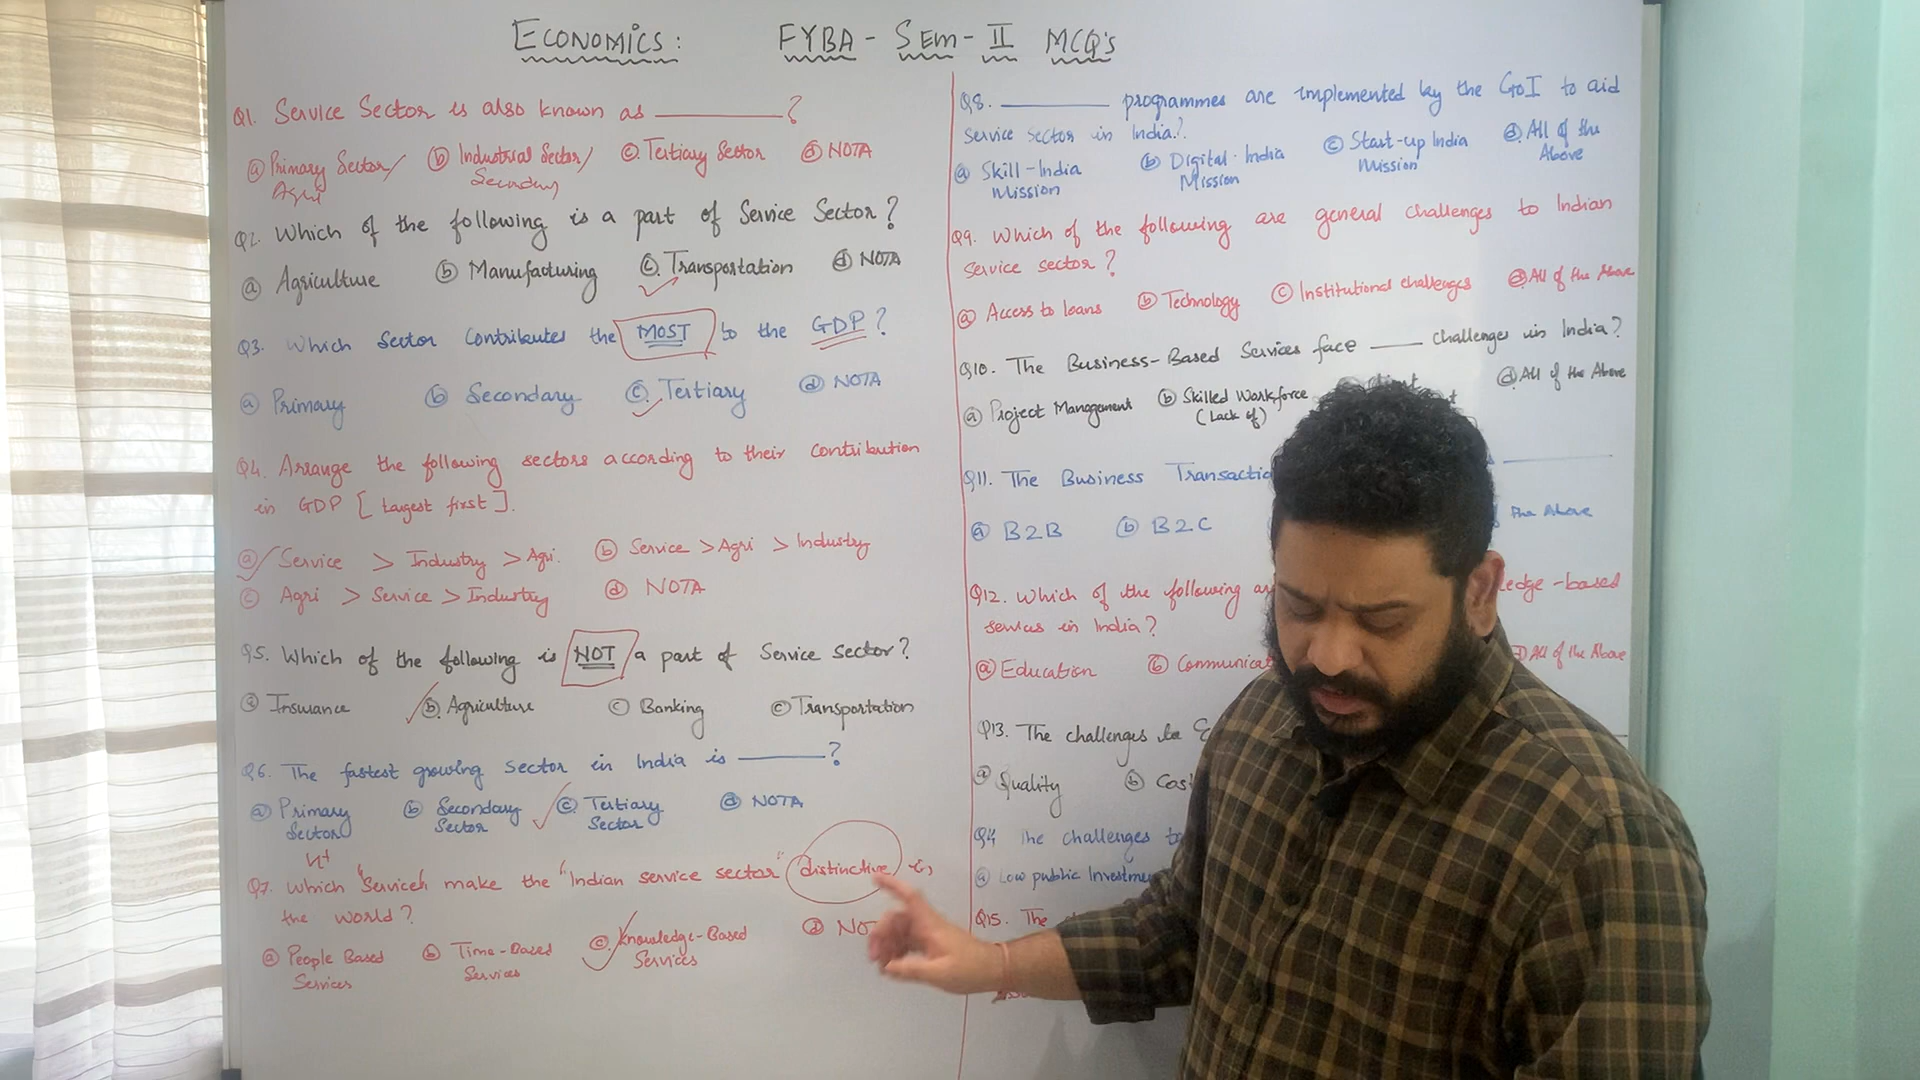 ECONOMICS: FYBA - SEM - II MCQ's
Q1. Service Sector is also known as ________?
(a) Primary Sector/ (b) Industrial Sector/ (c) Tertiary Sector (d) NOTA
Agri Secondary
Q2. Which of the following is a part of Service Sector?
(a) Agriculture (b) Manufacturing (c) Transportation (d) NOTA
Q3. Which Sector Contributes the MOST to the GDP?
(a) Primary (b) Secondary (c) Tertiary (d) NOTA
Q4. Arrange the following sectors according to their contribution
in GDP [Largest first].
(a) Service > Industry > Agri. (b) Service > Agri > Industry
(c) Agri > Service > Industry (d) NOTA
Q5. Which of the following is NOT a part of Service sector?
(a) Insurance (b) Agriculture (c) Banking (c) Transportation
Q6. The fastest growing sector in India is ________?
(a) Primary (b) Secondary (c) Tertiary (d) NOTA
Sector Sector Sector
Q7. Which "Service" make the "Indian service sector" distinctive in
the world?
(a) People Based (b) Time-Based (c) Knowledge-Based (d) NO
Services Services Services
Q8. ________ programmes are implemented by the GoI to aid
service sector in India?
(a) Skill-India (b) Digital-India (c) Start-up India (d) All of the
Mission Mission Mission Above
Q9. Which of the following are general challenges to Indian
service sector?
(a) Access to loans (b) Technology (c) Institutional challenges (d) All of the Above
Q10. The Business-Based Services face ____ challenges in India?
(a) Project Management (b) Skilled Workforce (d) All of the Above
(Lack of)
Q11. The Business Transactio ________
(a) B2B (b) B2C the Above
Q12. Which of the following ar ledge-based
services in India?
(a) Education (b) Communicat (d) All of the Above
Q13. The challenges to
(a) Quality (b) Cost
Q14 The challenges to
(a) Low public Investme
Q15. The